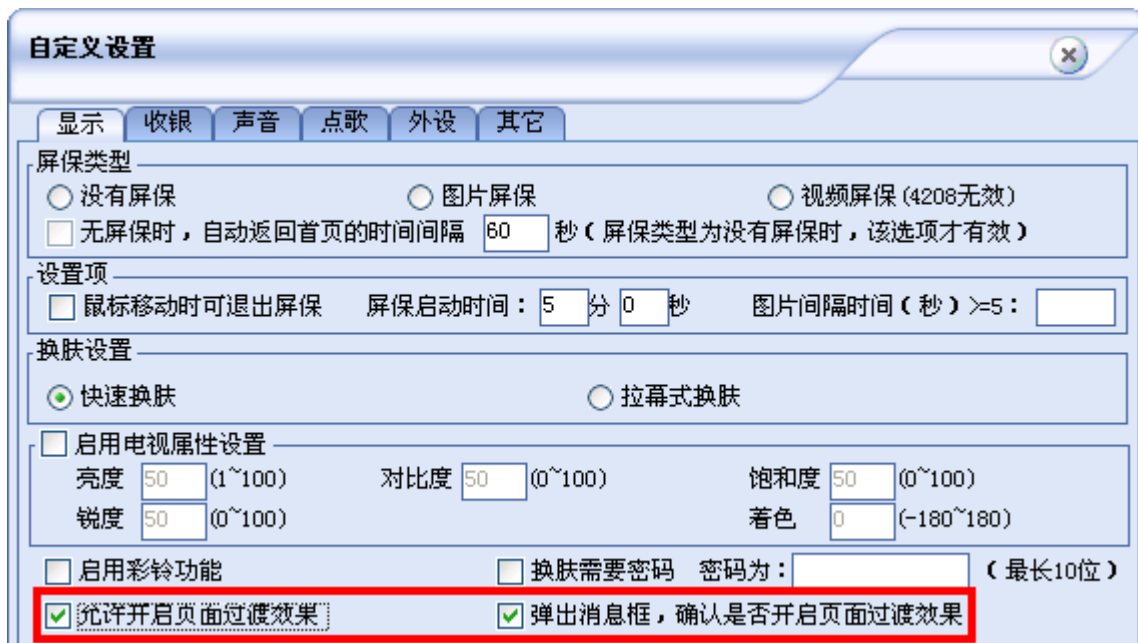 自定义设置
显示 收银 声音 点歌 外设 其它
屏保类型
没有屏保 图片屏保 视频屏保(4208无效)
无屏保时，自动返回首页的时间间隔 60 秒（屏保类型为没有屏保时，该选项才有效）
设置项
鼠标移动时可退出屏保 屏保启动时间：5 分 0 秒 图片间隔时间（秒）>=5：
换肤设置
快速换肤 拉幕式换肤
启用电视属性设置
亮度 50 (1~100) 对比度 50 (0~100) 饱和度 50 (0~100)
锐度 50 (0~100) 着色 0 (-180~180)
启用彩铃功能 换肤需要密码 密码为： （最长10位）
允许开启页面过渡效果 弹出消息框，确认是否开启页面过渡效果